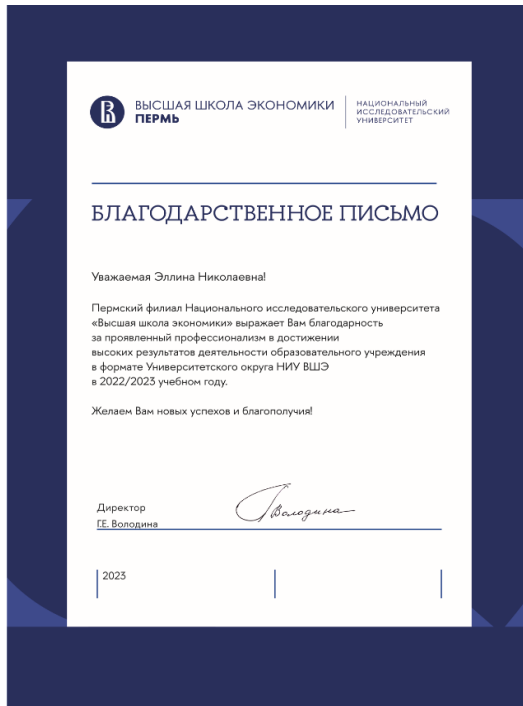 ВЫСШАЯ ШКОЛА ЭКОНОМИКИ
ПЕРМЬ
НАЦИОНАЛЬНЫЙ
ИССЛЕДОВАТЕЛЬСКИЙ
УНИВЕРСИТЕТ
БЛАГОДАРСТВЕННОЕ ПИСЬМО
Уважаемая Эллина Николаевна!
Пермский филиал Национального исследовательского университета
«Высшая школа экономики» выражает Вам благодарность
за проявленный профессионализм в достижении
высоких результатов деятельности образовательного учреждения
в формате Университетского округа НИУ ВШЭ
в 2022/2023 учебном году.
Желаем Вам новых успехов и благополучия!
Директор
Г.Е. Володина
ГВолодина
2023